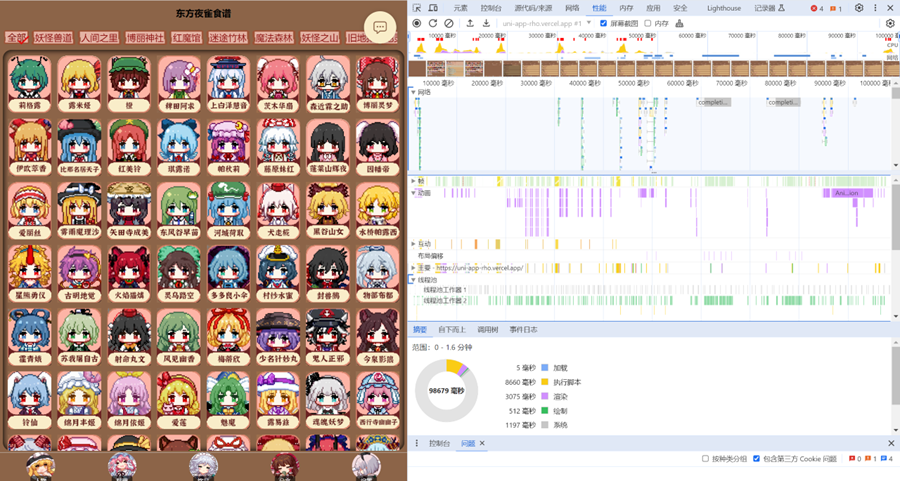 东方夜雀食谱
全部 妖怪兽道 人间之里 博丽神社 红魔馆 迷途竹林 魔法森林 妖怪之山 旧地
莉格露 露米娅 橙 稗田阿求 上白泽慧音 茨木华扇 森近霖之助 博丽灵梦
伊吹萃香 比那名居天子 红美铃 琪露诺 帕秋莉 藤原妹红 蓬莱山辉夜 因幡帝
爱丽丝 雾雨魔理沙 矢田寺成美 东风谷早苗 河城荷取 犬走椛 黑谷山女 水桥帕露西
星熊勇仪 古明地觉 火焰猫燐 灵乌路空 多多良小伞 村纱水蜜 封兽鵺 物部布都
霍青娥 苏我屠自古 射命丸文 风见幽香 梅蒂欣 少名针妙丸 鬼人正邪 今泉影狼
铃仙 绵月丰姬 绵月依姬 爱莲 魅魔 露易兹 魂魄妖梦 西行寺幽幽子
元素 控制台 源代码/来源 网络 性能 内存 应用 安全 Lighthouse 记录器 4 1
uni-app-rho.vercel.app #1 屏幕截图 内存
10000 毫秒 20000 毫秒 30000 毫秒 40000 毫秒 50000 毫秒 60000 毫秒 70000 毫秒 80000 毫秒 90000 毫秒
CPU
网络
10000 毫秒 20000 毫秒 30000 毫秒 40000 毫秒 50000 毫秒 60000 毫秒 70000 毫秒 80000 毫秒 90000 毫秒
网络
completi... completi...
帧
动画
Ani...ion
互动
布局偏移
主要 - https://uni-app-rho.vercel.app/
线程池
线程池工作器 1
线程池工作器 2
摘要 自下而上 调用树 事件日志
范围: 0 - 1.6 分钟
98679 毫秒
5 毫秒 加载
8660 毫秒 执行脚本
3075 毫秒 渲染
512 毫秒 绘制
1197 毫秒 系统
控制台 问题
按种类分组 包含第三方 Cookie 问题 0 1 4